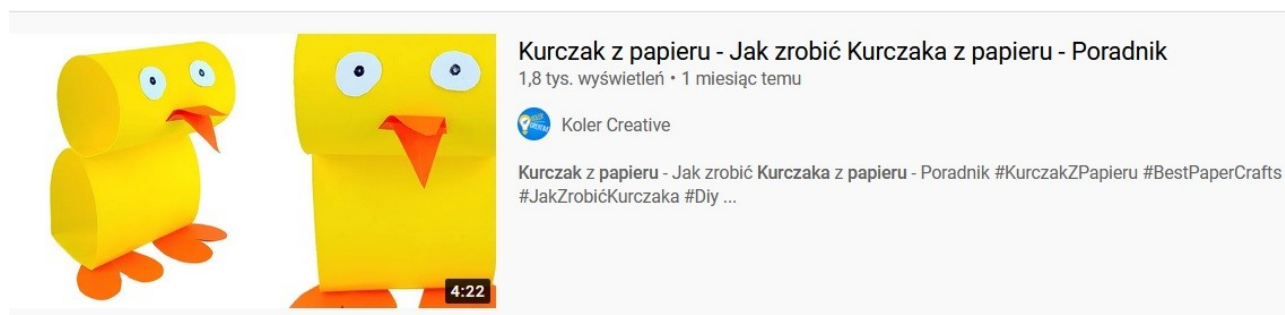 Kurczak z papieru - Jak zrobić Kurczaka z papieru - Poradnik
1,8 tys. wyświetleń • 1 miesiąc temu
Koler Creative
Kurczak z papieru - Jak zrobić Kurczaka z papieru - Poradnik #KurczakZPapieru #BestPaperCrafts
#JakZrobićKurczaka #Diy ...
4:22